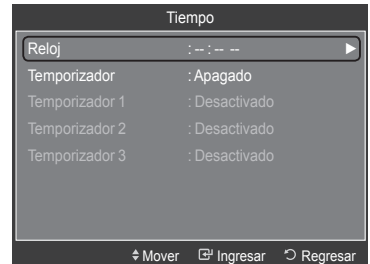 Tiempo
Reloj : -- : -- --
Temporizador : Apagado
Temporizador 1 : Desactivado
Temporizador 2 : Desactivado
Temporizador 3 : Desactivado
Mover Ingresar Regresar